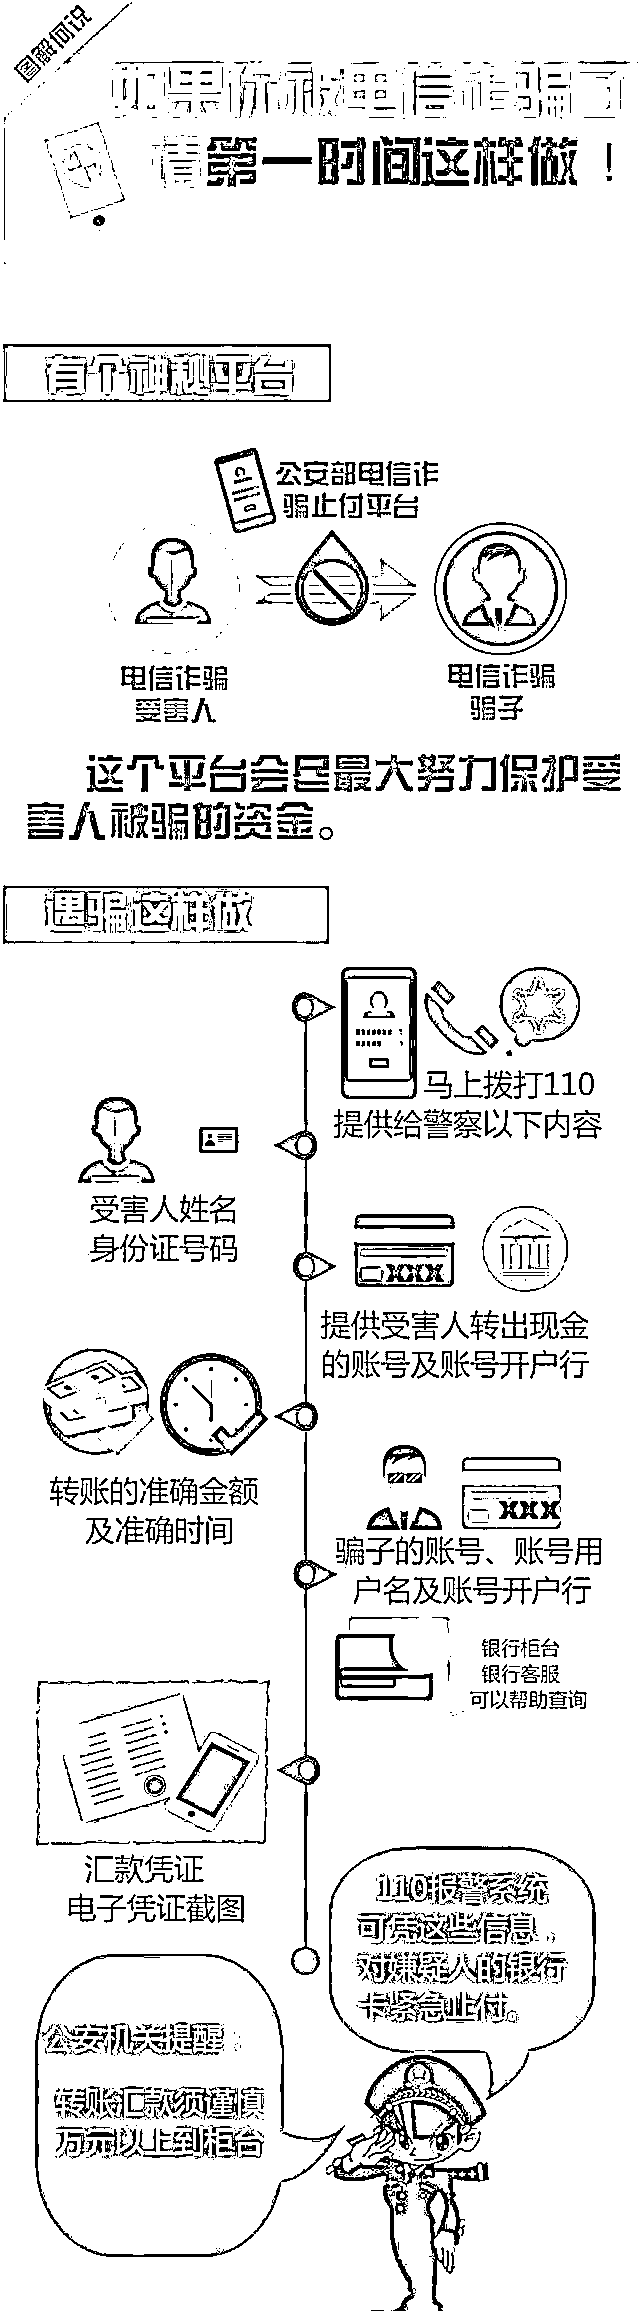 图解何说
如果你被电信诈骗了
请第一时间这样做！
有个神秘平台
公安部电信诈
骗止付平台
电信诈骗
受害人
电信诈骗
骗子
这个平台会尽最大努力保护受
害人被骗的资金。
遇骗这样做
马上拨打110
提供给警察以下内容
受害人姓名
身份证号码
XXX
提供受害人转出现金
的账号及账号开户行
转账的准确金额
及准确时间
XXX
骗子的账号、账号用
户名及账号开户行
银行柜台
银行客服
可以帮助查询
汇款凭证
电子凭证截图
110报警系统
可凭这些信息，
对嫌疑人的银行
卡紧急止付。
公安机关提醒：
转账汇款须谨慎
万元以上到柜台